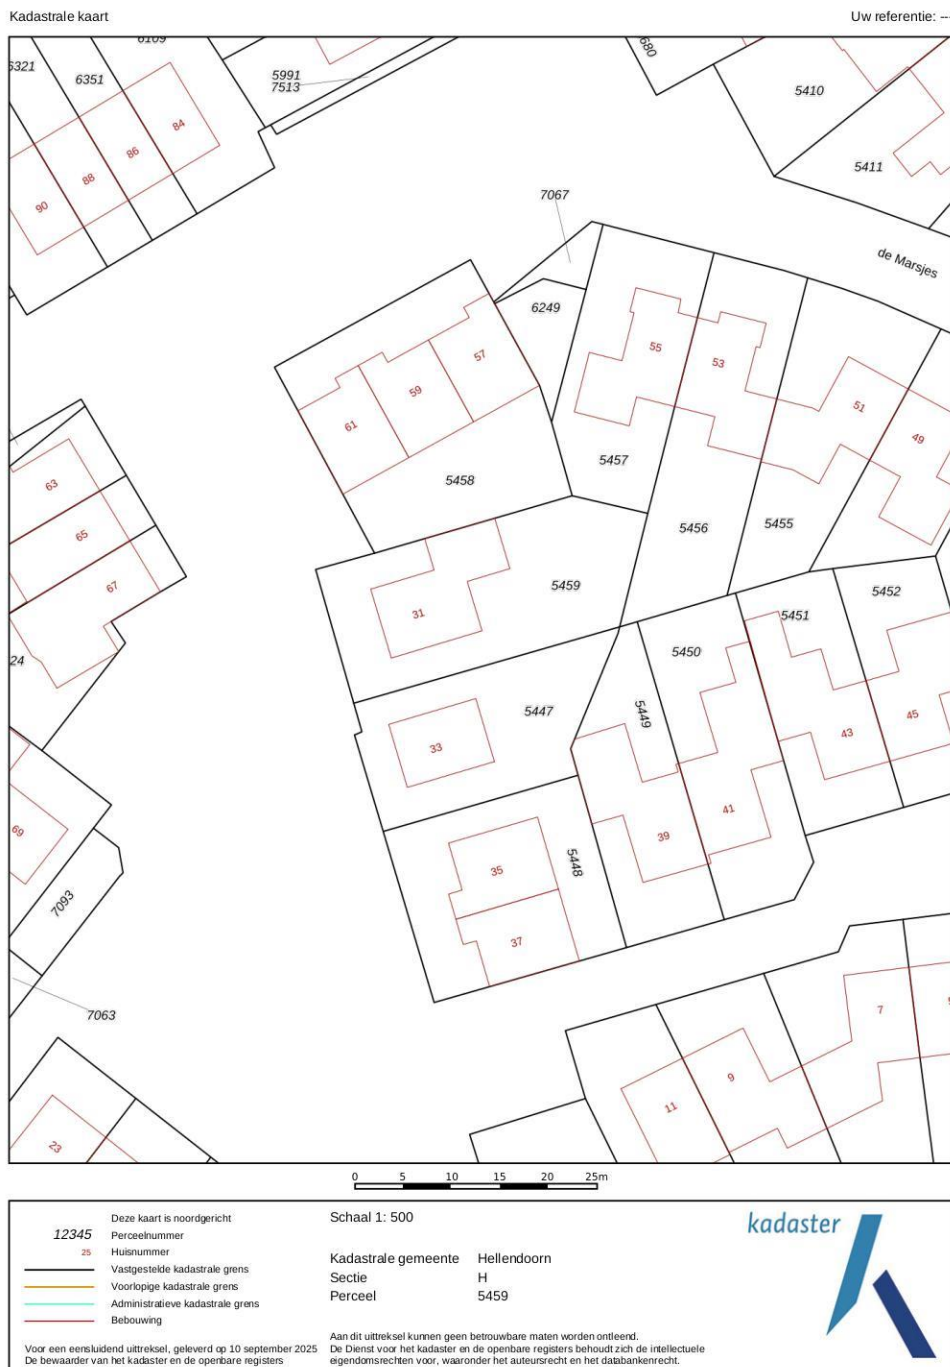 Kadastrale kaart
Uw referentie: --
6321
6351
6109
5991
7513
680
5410
5411
84
86
88
90
7067
de Marsjes
6249
55
53
51
49
57
59
61
5458
5457
5456
5455
63
65
67
24
5459
31
5452
5451
5450
5449
5447
33
43
45
41
39
69
7093
35
5448
37
7063
7
9
11
23
0 5 10 15 20 25m
Deze kaart is noordgericht
12345 Perceelnummer
25 Huisnummer
Vastgestelde kadastrale grens
Voorlopige kadastrale grens
Administratieve kadastrale grens
Bebouwing
Voor een eensluidend uittreksel, geleverd op 10 september 2025
De bewaarder van het kadaster en de openbare registers
Schaal 1: 500
Kadastrale gemeente Hellendoorn
Sectie H
Perceel 5459
Aan dit uittreksel kunnen geen betrouwbare maten worden ontleend.
De Dienst voor het kadaster en de openbare registers behoudt zich de intellectuele
eigendomsrechten voor, waaronder het auteursrecht en het databankenrecht.
kadaster